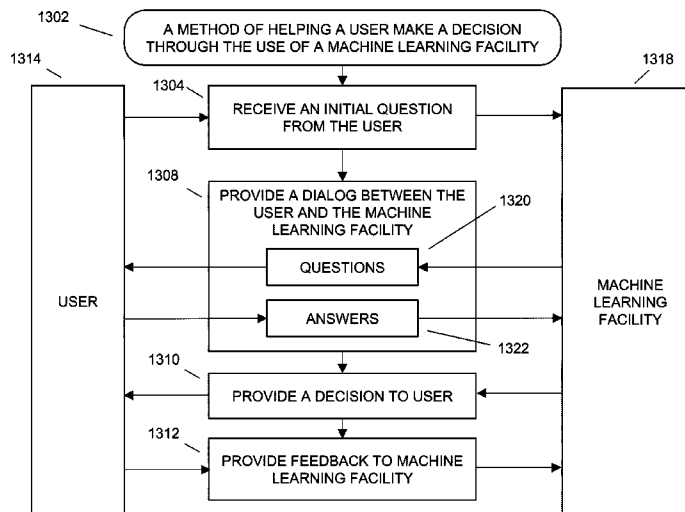 1302
A METHOD OF HELPING A USER MAKE A DECISION
THROUGH THE USE OF A MACHINE LEARNING FACILITY
1314
1318
1304
RECEIVE AN INITIAL QUESTION
FROM THE USER
1308
PROVIDE A DIALOG BETWEEN THE
USER AND THE MACHINE
LEARNING FACILITY
1320
QUESTIONS
USER
MACHINE
LEARNING
FACILITY
ANSWERS
1322
1310
PROVIDE A DECISION TO USER
1312
PROVIDE FEEDBACK TO MACHINE
LEARNING FACILITY